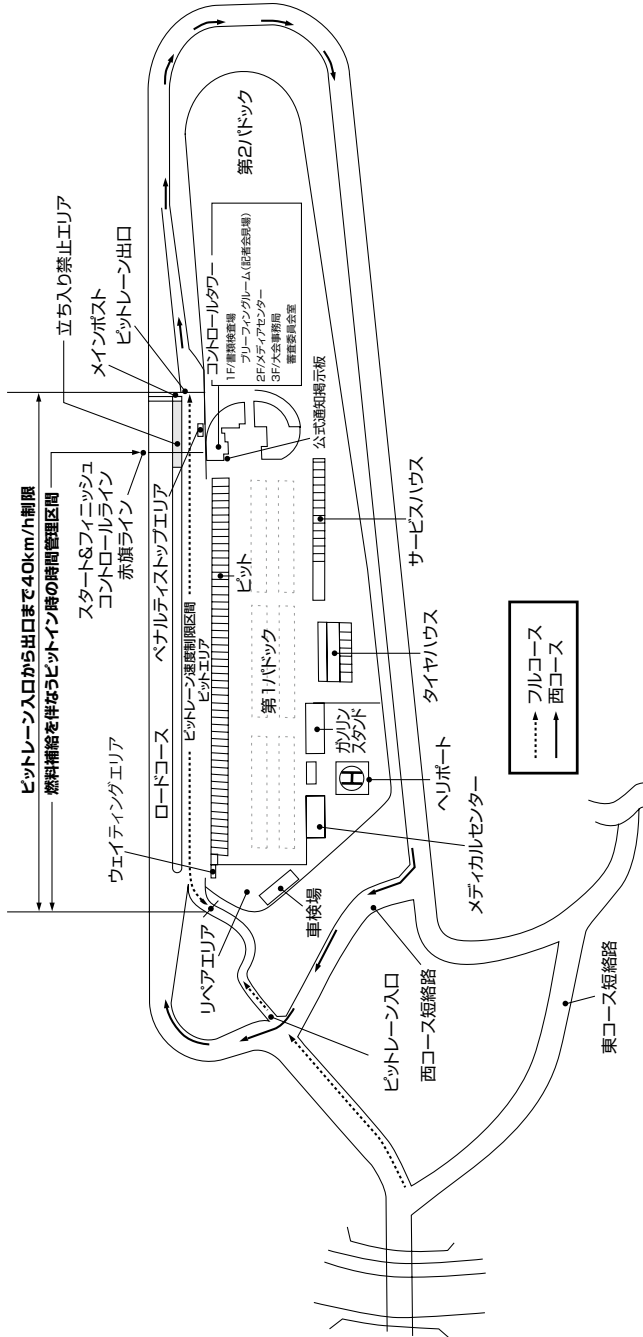 ピットレーン入口から出口まで40km/h制限
燃料補給を伴なうピットイン時の時間管理区間
スタート&フィニッシュ
コントロールライン
赤旗ライン
立ち入り禁止エリア
メインポスト
ピットレーン出口
ウェイティングエリア
ロードコース
ペナルティストップエリア
ピットレーン速度制限区間
ピットエリア
ピット
第1パドック
第2パドック
コントロールタワー
1F/書類検査場
ブリーフィングルーム(記者会見場)
2F/メディアセンター
3F/大会事務局
審査委員会室
公式通知掲示板
サービスハウス
タイヤハウス
ガソリン
スタンド
H
ヘリポート
メディカルセンター
車検場
リペアエリア
ピットレーン入口
西コース短絡路
東コース短絡路
フルコース
西コース